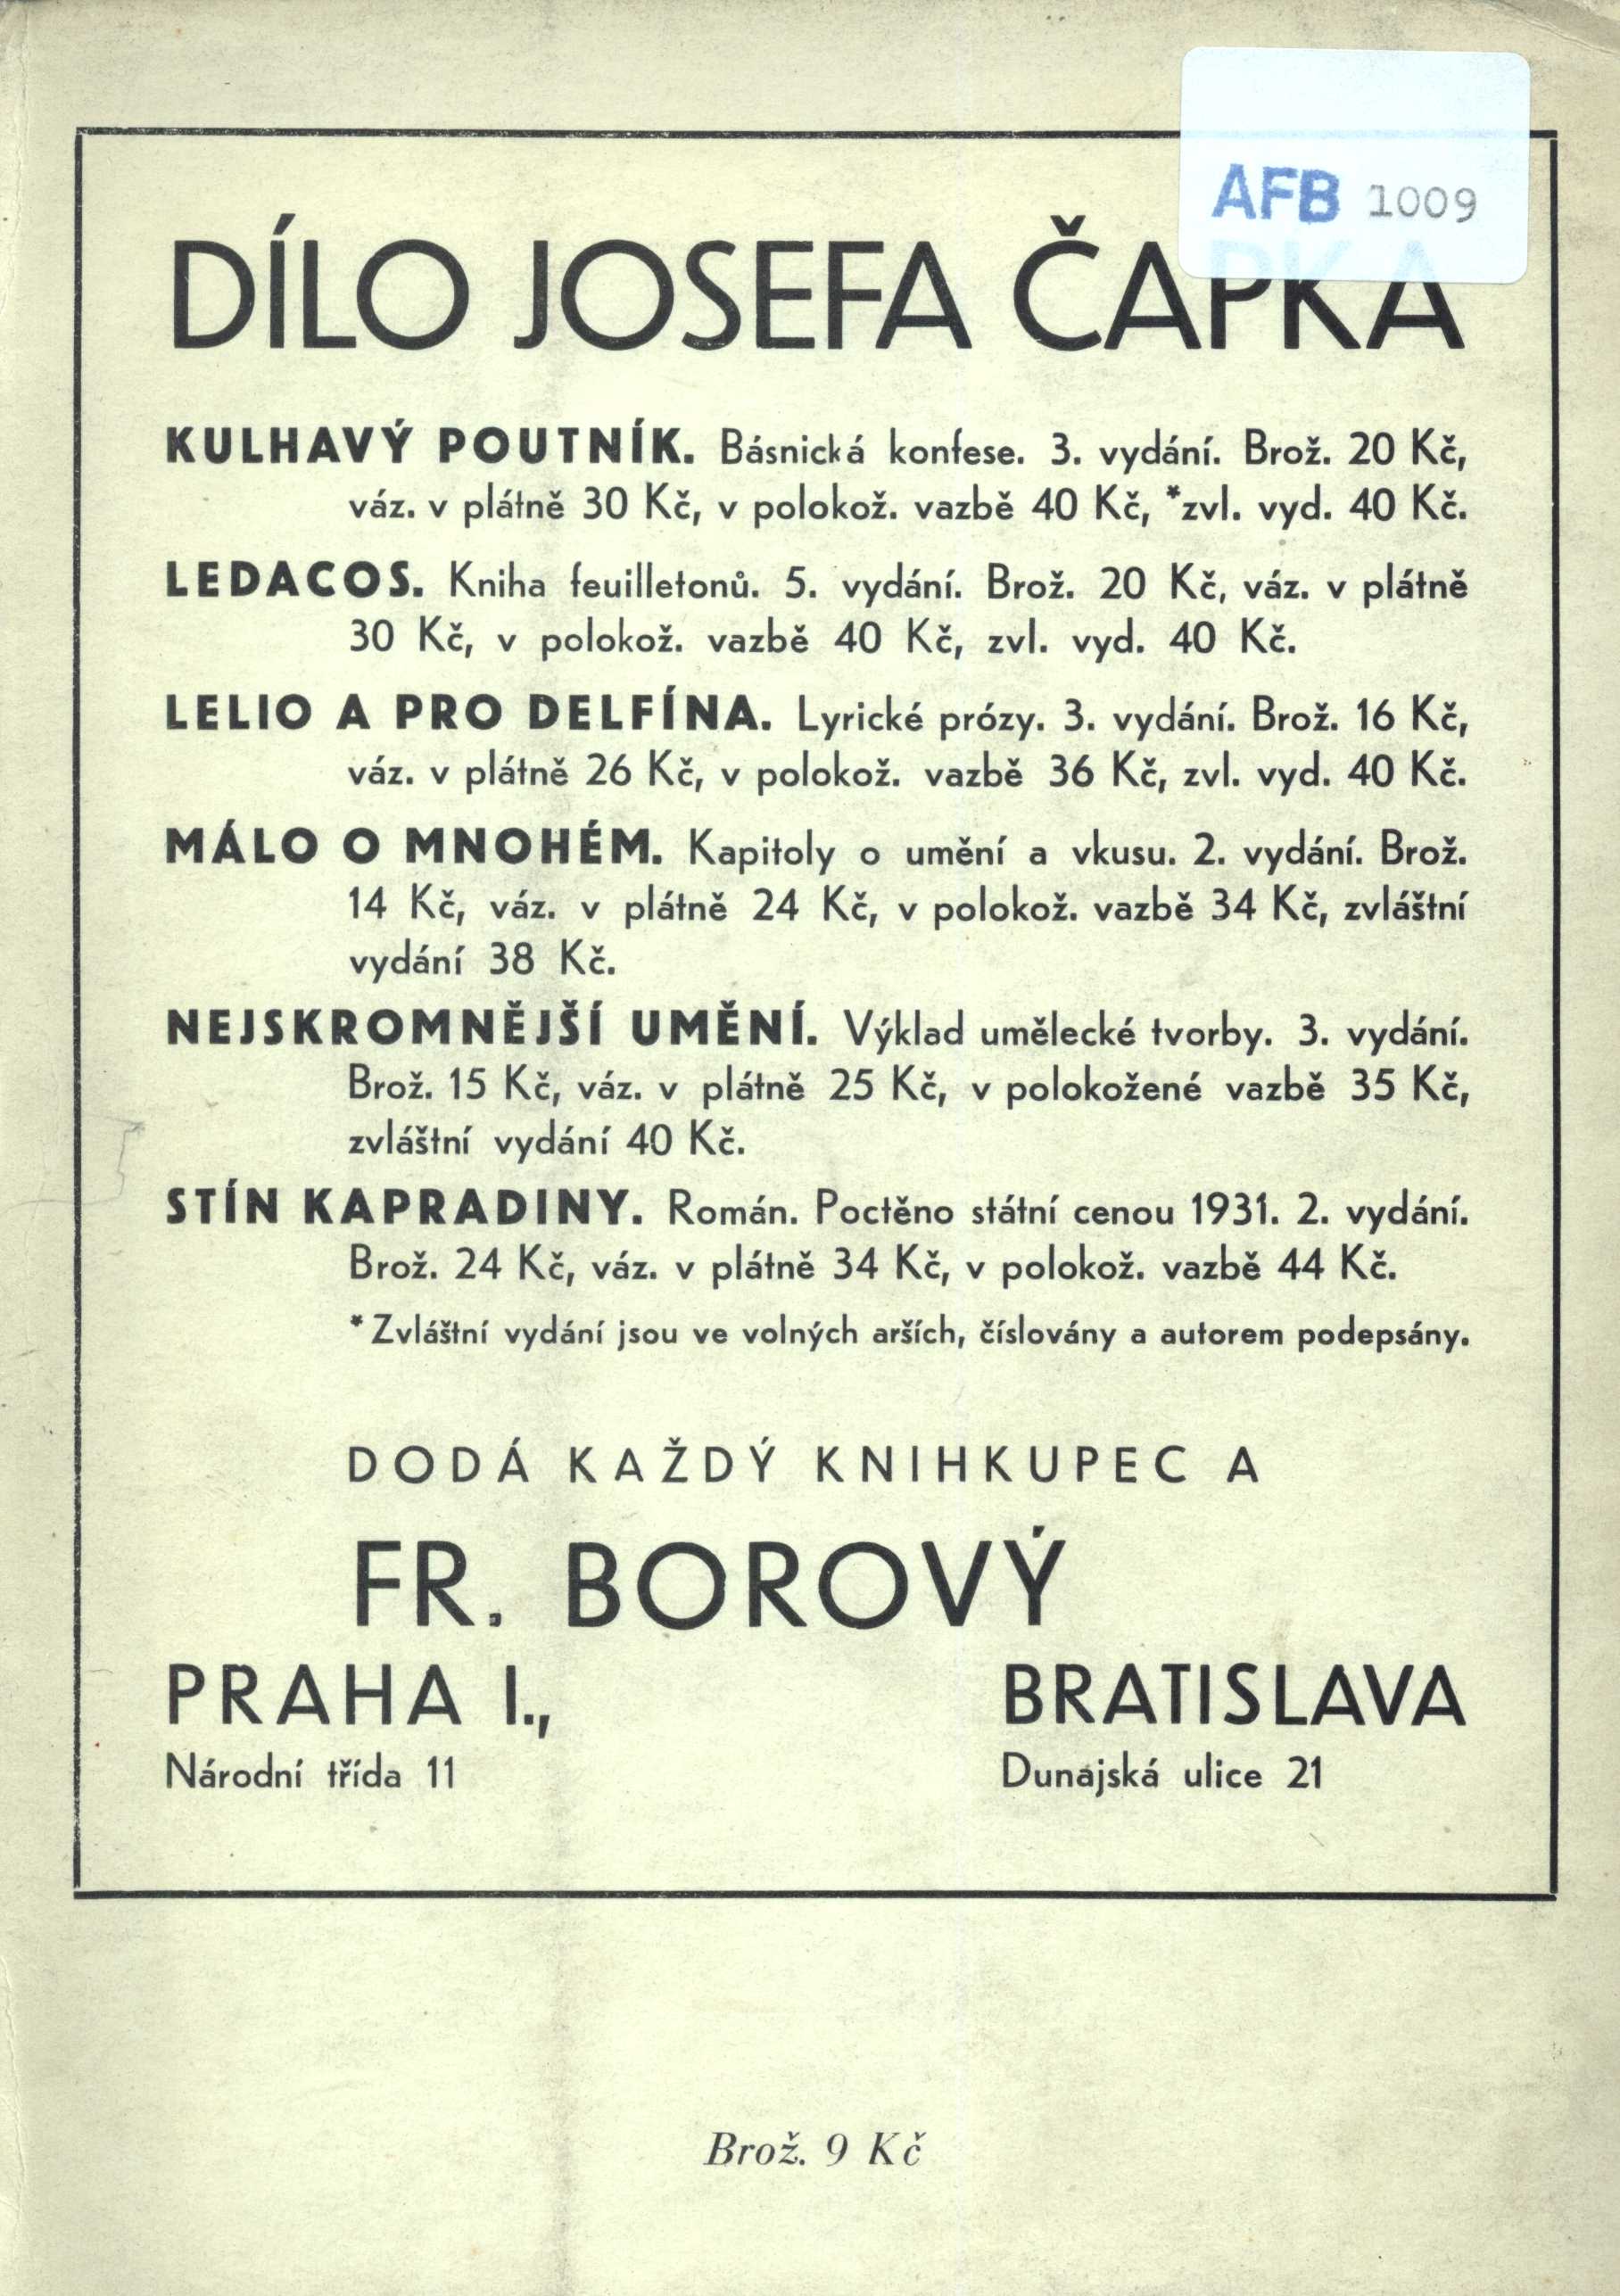 AFB 1009
DÍLO JOSEFA ČAPKA
KULHAVÝ POUTNÍK. Básnická konfese. 3. vydání. Brož. 20 Kč,
váz. v plátně 30 Kč, v polokož. vazbě 40 Kč, *zvl. vyd. 40 Kč.
LEDACOS. Kniha feuilletonů. 5. vydání. Brož. 20 Kč, váz. v plátně
30 Kč, v polokož. vazbě 40 Kč, zvl. vyd. 40 Kč.
LELIO A PRO DELFÍNA. Lyrické prózy. 3. vydání. Brož. 16 Kč,
váz. v plátně 26 Kč, v polokož. vazbě 36 Kč, zvl. vyd. 40 Kč.
MÁLO O MNOHÉM. Kapitoly o umění a vkusu. 2. vydání. Brož.
14 Kč, váz. v plátně 24 Kč, v polokož. vazbě 34 Kč, zvláštní
vydání 38 Kč.
NEJSKROMNĚJŠÍ UMĚNÍ. Výklad umělecké tvorby. 3. vydání.
Brož. 15 Kč, váz. v plátně 25 Kč, v polokožené vazbě 35 Kč,
zvláštní vydání 40 Kč.
STÍN KAPRADINY. Román. Poctěno státní cenou 1931. 2. vydání.
Brož. 24 Kč, váz. v plátně 34 Kč, v polokož. vazbě 44 Kč.
* Zvláštní vydání jsou ve volných arších, číslovány a autorem podepsány.
DODÁ KAŽDÝ KNIHKUPEC A
FR. BOROVÝ
PRAHA I., BRATISLAVA
Národní třída 11 Dunajská ulice 21
Brož. 9 Kč